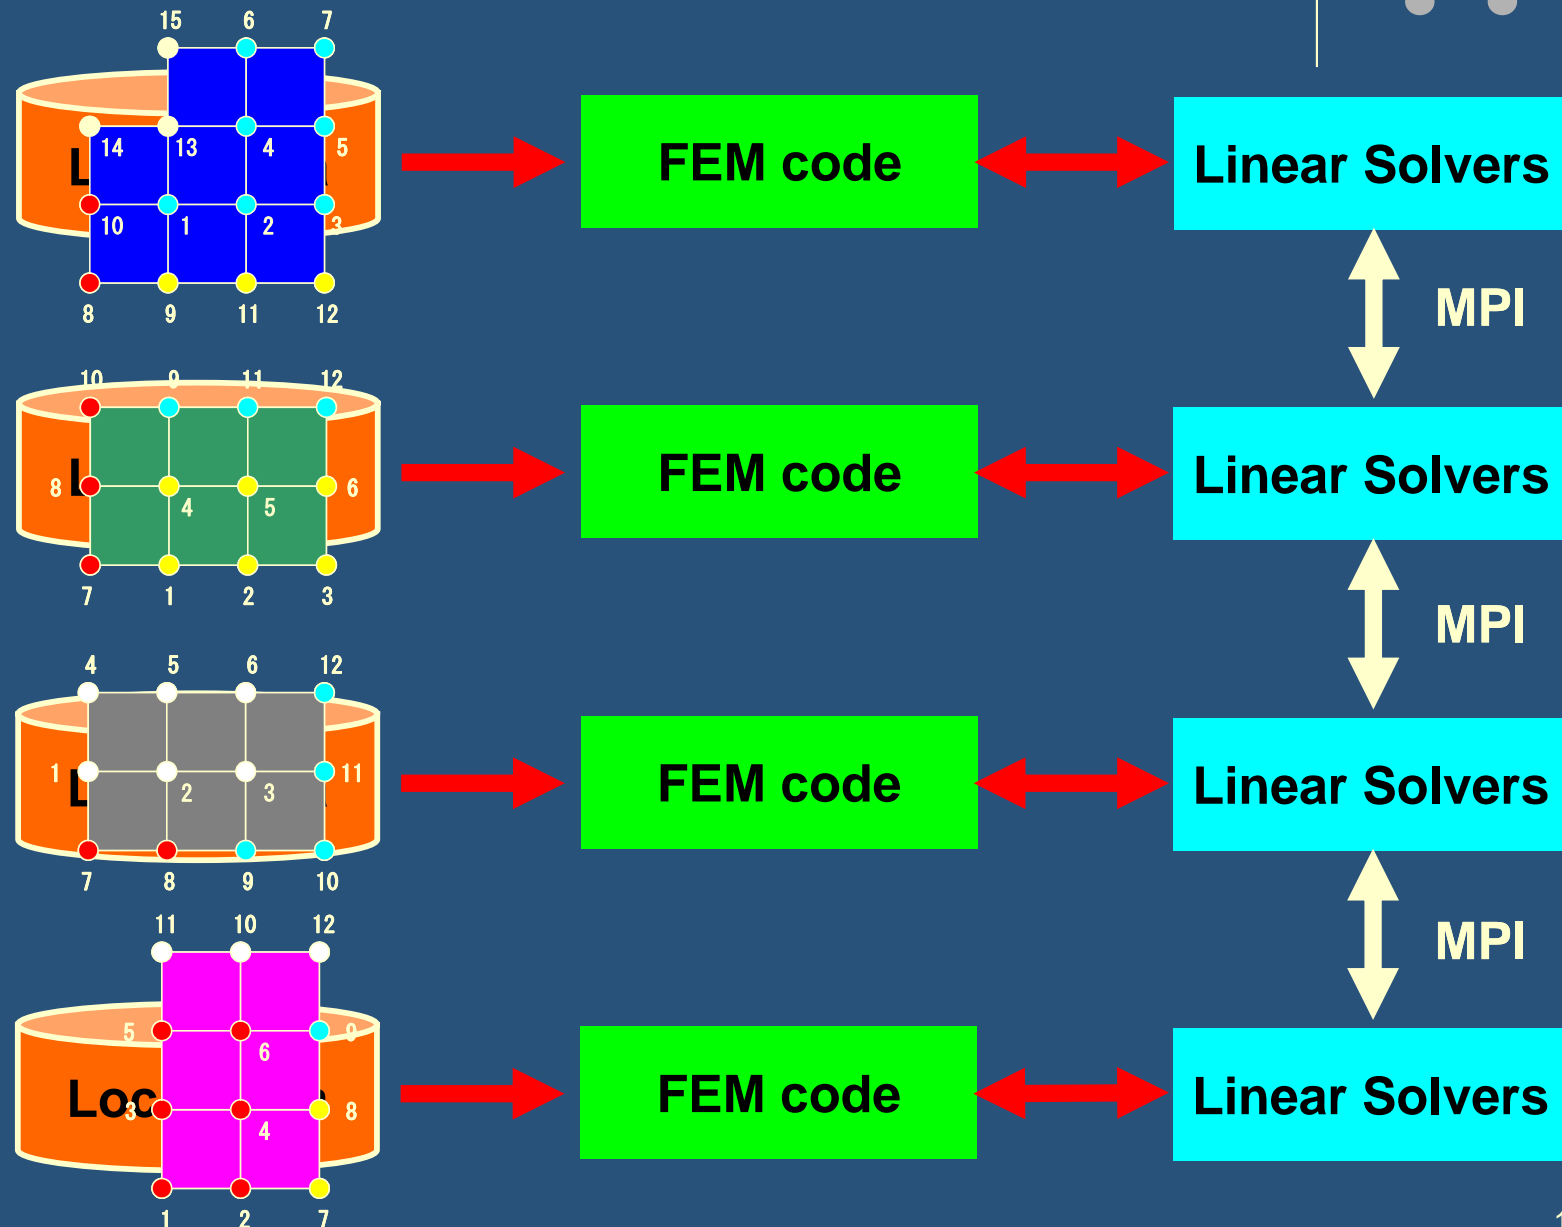 15 6 7
14 13 4 5
10 1 2 3
8 9 11 12
FEM code
Linear Solvers
MPI
10 9 11 12
8 4 5 6
7 1 2 3
FEM code
Linear Solvers
MPI
4 5 6 12
1 2 3 11
7 8 9 10
FEM code
Linear Solvers
MPI
11 10 12
5 6 9
3 4 8
1 2 7
FEM code
Linear Solvers